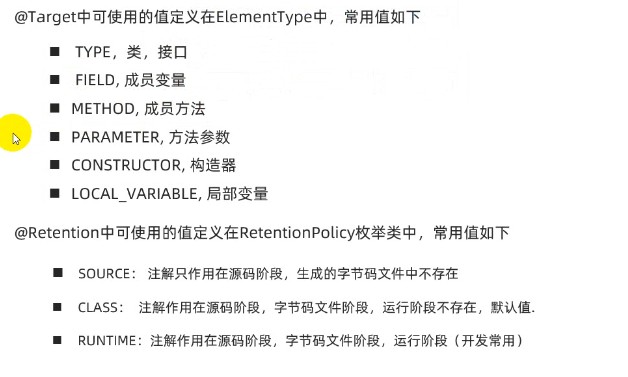 @Target中可使用的值定义在ElementType中，常用值如下
■ TYPE，类，接口
■ FIELD, 成员变量
■ METHOD, 成员方法
■ PARAMETER, 方法参数
■ CONSTRUCTOR, 构造器
■ LOCAL_VARIABLE, 局部变量
@Retention中可使用的值定义在RetentionPolicy枚举类中，常用值如下
■ SOURCE： 注解只作用在源码阶段，生成的字节码文件中不存在
■ CLASS： 注解作用在源码阶段，字节码文件阶段，运行阶段不存在，默认值.
■ RUNTIME：注解作用在源码阶段，字节码文件阶段，运行阶段（开发常用）